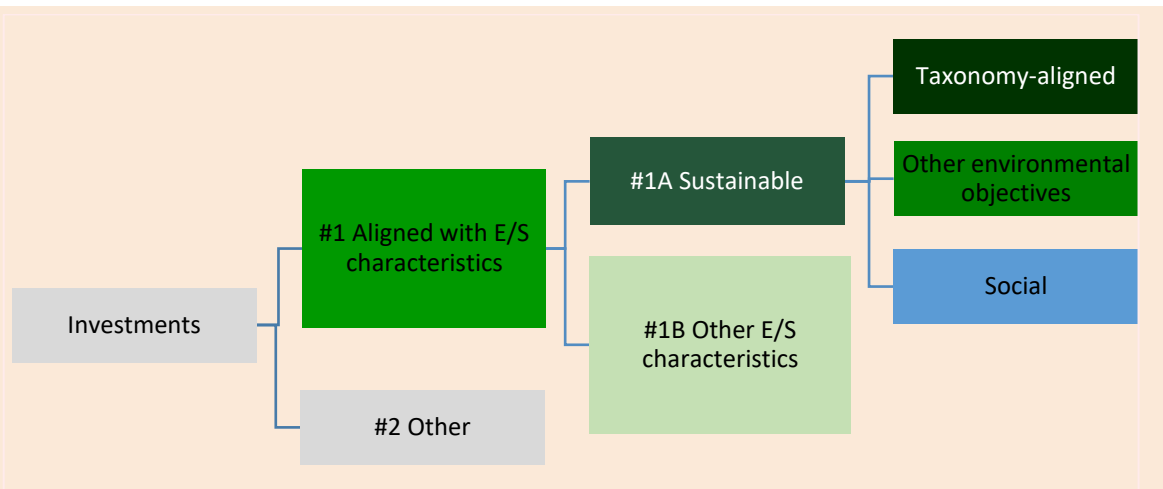 Investments
#1 Aligned with E/S
characteristics
#2 Other
#1A Sustainable
#1B Other E/S
characteristics
Taxonomy-aligned
Other environmental
objectives
Social